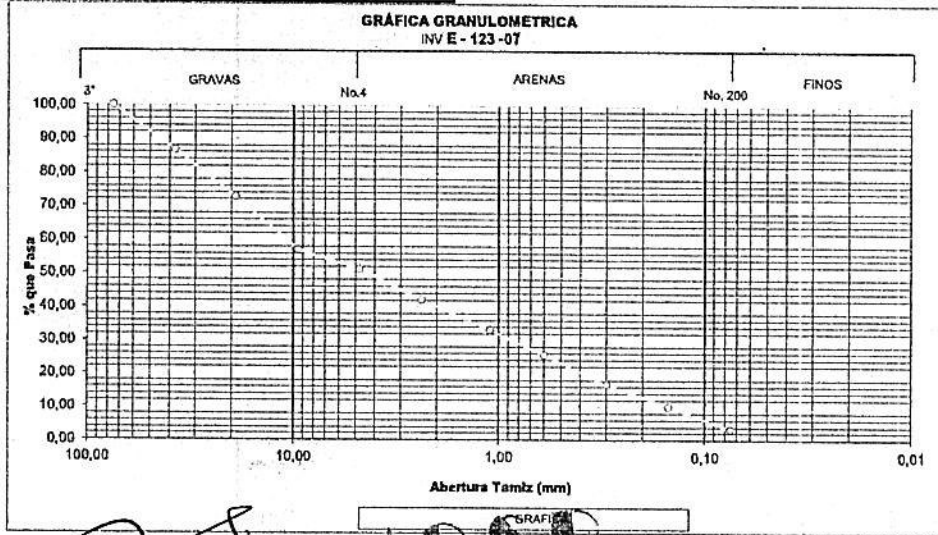 GRÁFICA GRANULOMETRICA
INV E - 123 -07
GRAVAS
ARENAS
FINOS
3"
No.4
No, 200
100,00
90,00
80,00
70,00
60,00
50,00
40,00
30,00
20,00
10,00
0,00
% que Pasa
100,00 10,00 1,00 0,10 0,01
Abertura Tamiz (mm)